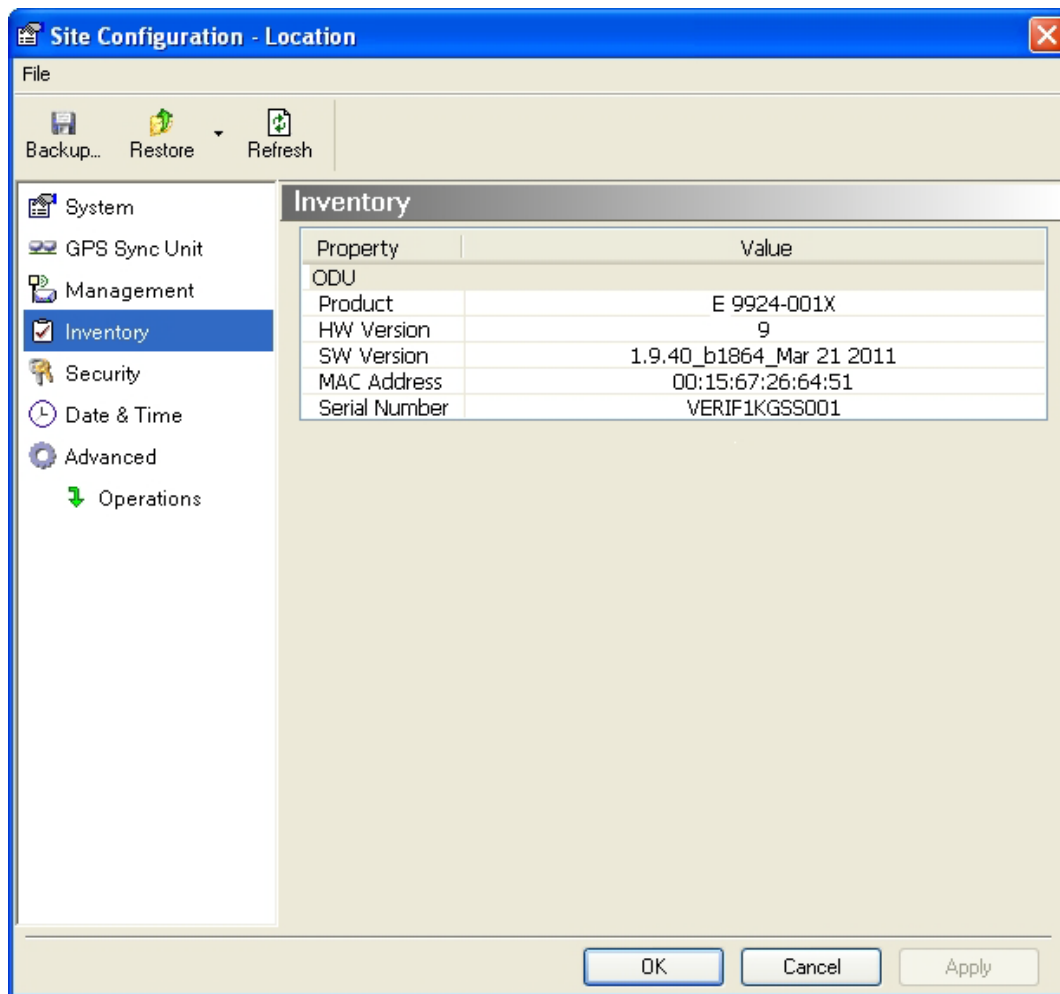 Site Configuration - Location
File
Backup... Restore Refresh
System
GPS Sync Unit
Management
Inventory
Security
Date & Time
Advanced
Operations
Inventory
Property Value
ODU
Product E 9924-001X
HW Version 9
SW Version 1.9.40_b1864_Mar 21 2011
MAC Address 00:15:67:26:64:51
Serial Number VERIF1KGSS001
OK Cancel Apply